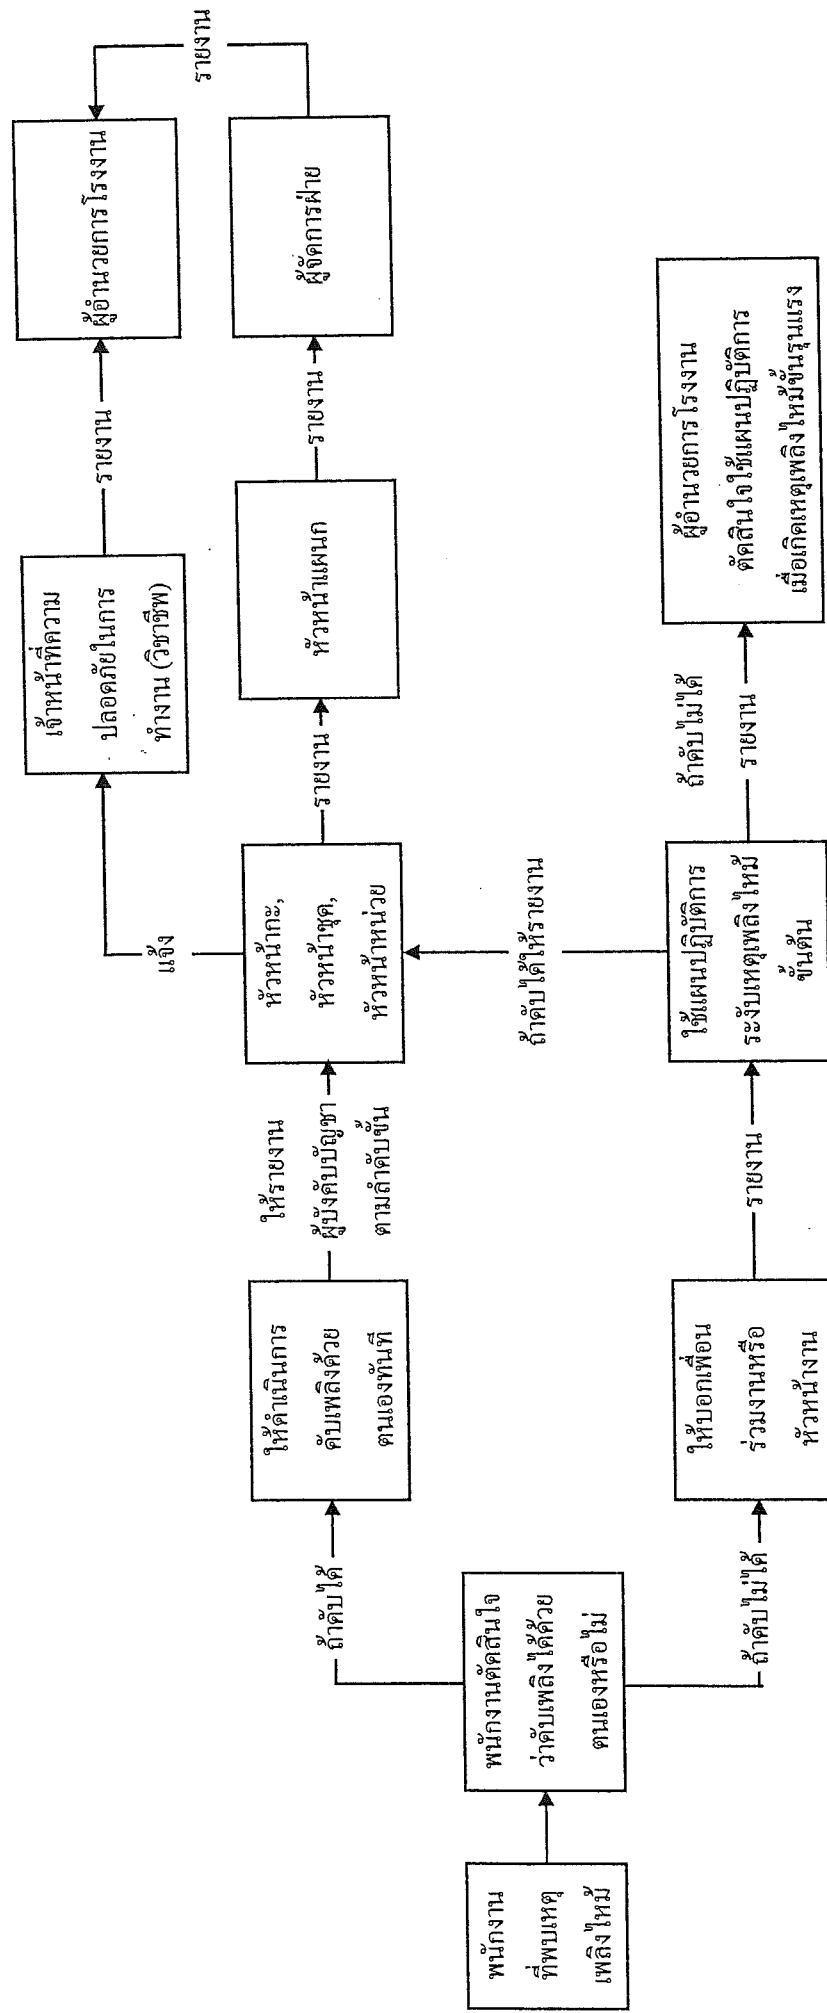 พนักงาน
ที่พบเหตุ
เพลิงไหม้
พนักงานตัดสินใจ
ว่าดับเพลิงได้ด้วย
ตนเองหรือไม่
ถ้าดับได้
ให้ดำเนินการ
ดับเพลิงด้วย
ตนเองทันที
ให้รายงาน
ผู้บังคับบัญชา
ตามลำดับขั้น
หัวหน้ากะ,
หัวหน้าชุด,
หัวหน้าหน่วย
แจ้ง
เจ้าหน้าที่ความ
ปลอดภัยในการ
ทำงาน (วิชาชีพ)
รายงาน
ผู้อำนวยการโรงงาน
รายงาน
หัวหน้าแผนก
รายงาน
ผู้จัดการฝ่าย
รายงาน
ถ้าดับไม่ได้
ให้บอกเพื่อน
ร่วมงานหรือ
หัวหน้างาน
รายงาน
ใช้แผนปฏิบัติการ
ระงับเหตุเพลิงไหม้
ขั้นต้น
ถ้าดับได้ให้รายงาน
ถ้าดับไม่ได้
รายงาน
ผู้อำนวยการโรงงาน
ตัดสินใจใช้แผนปฏิบัติการ
เมื่อเกิดเหตุเพลิงไหม้ขั้นรุนแรง